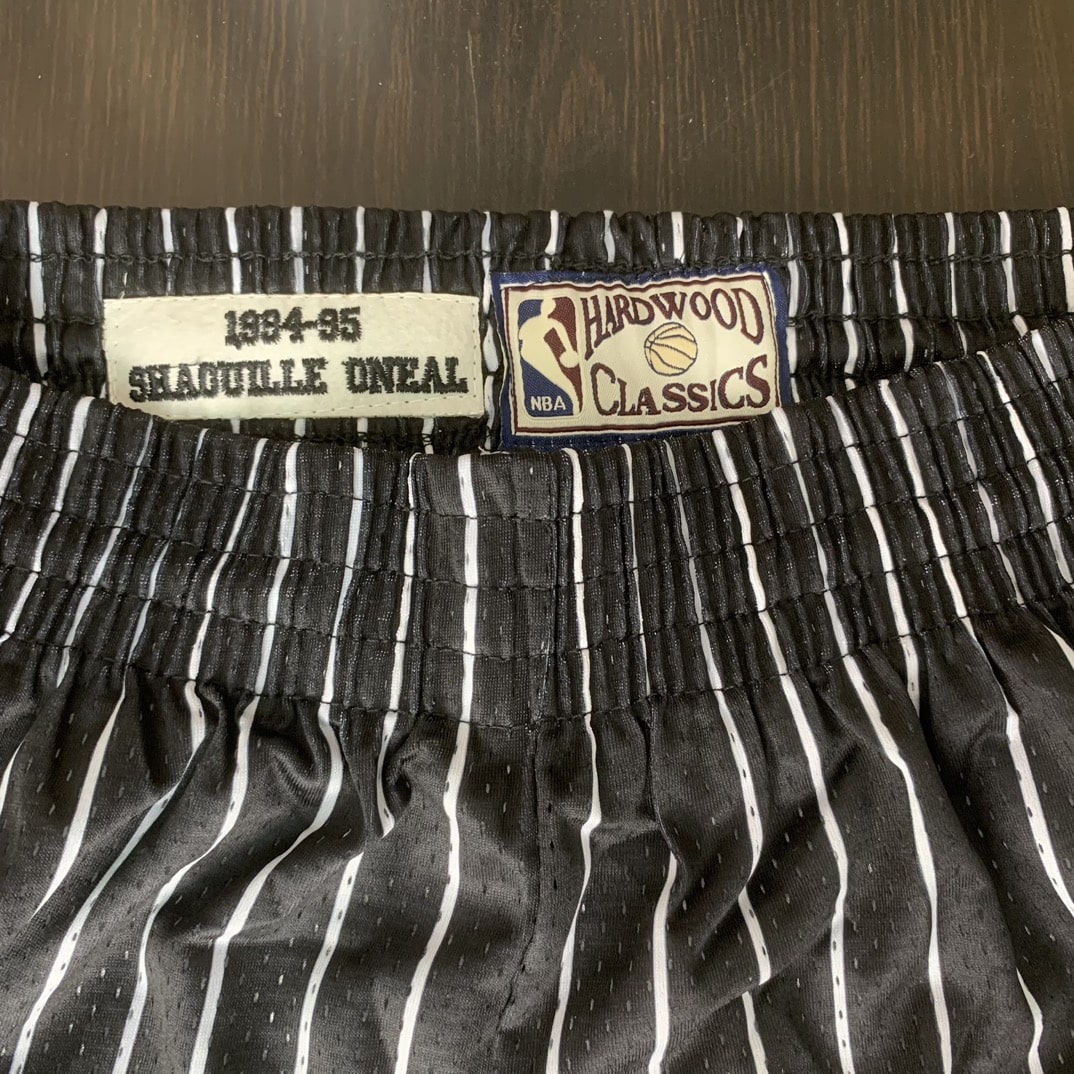 1994-95
SHAQUILLE ONEAL
HARDWOOD
CLASSICS
NBA